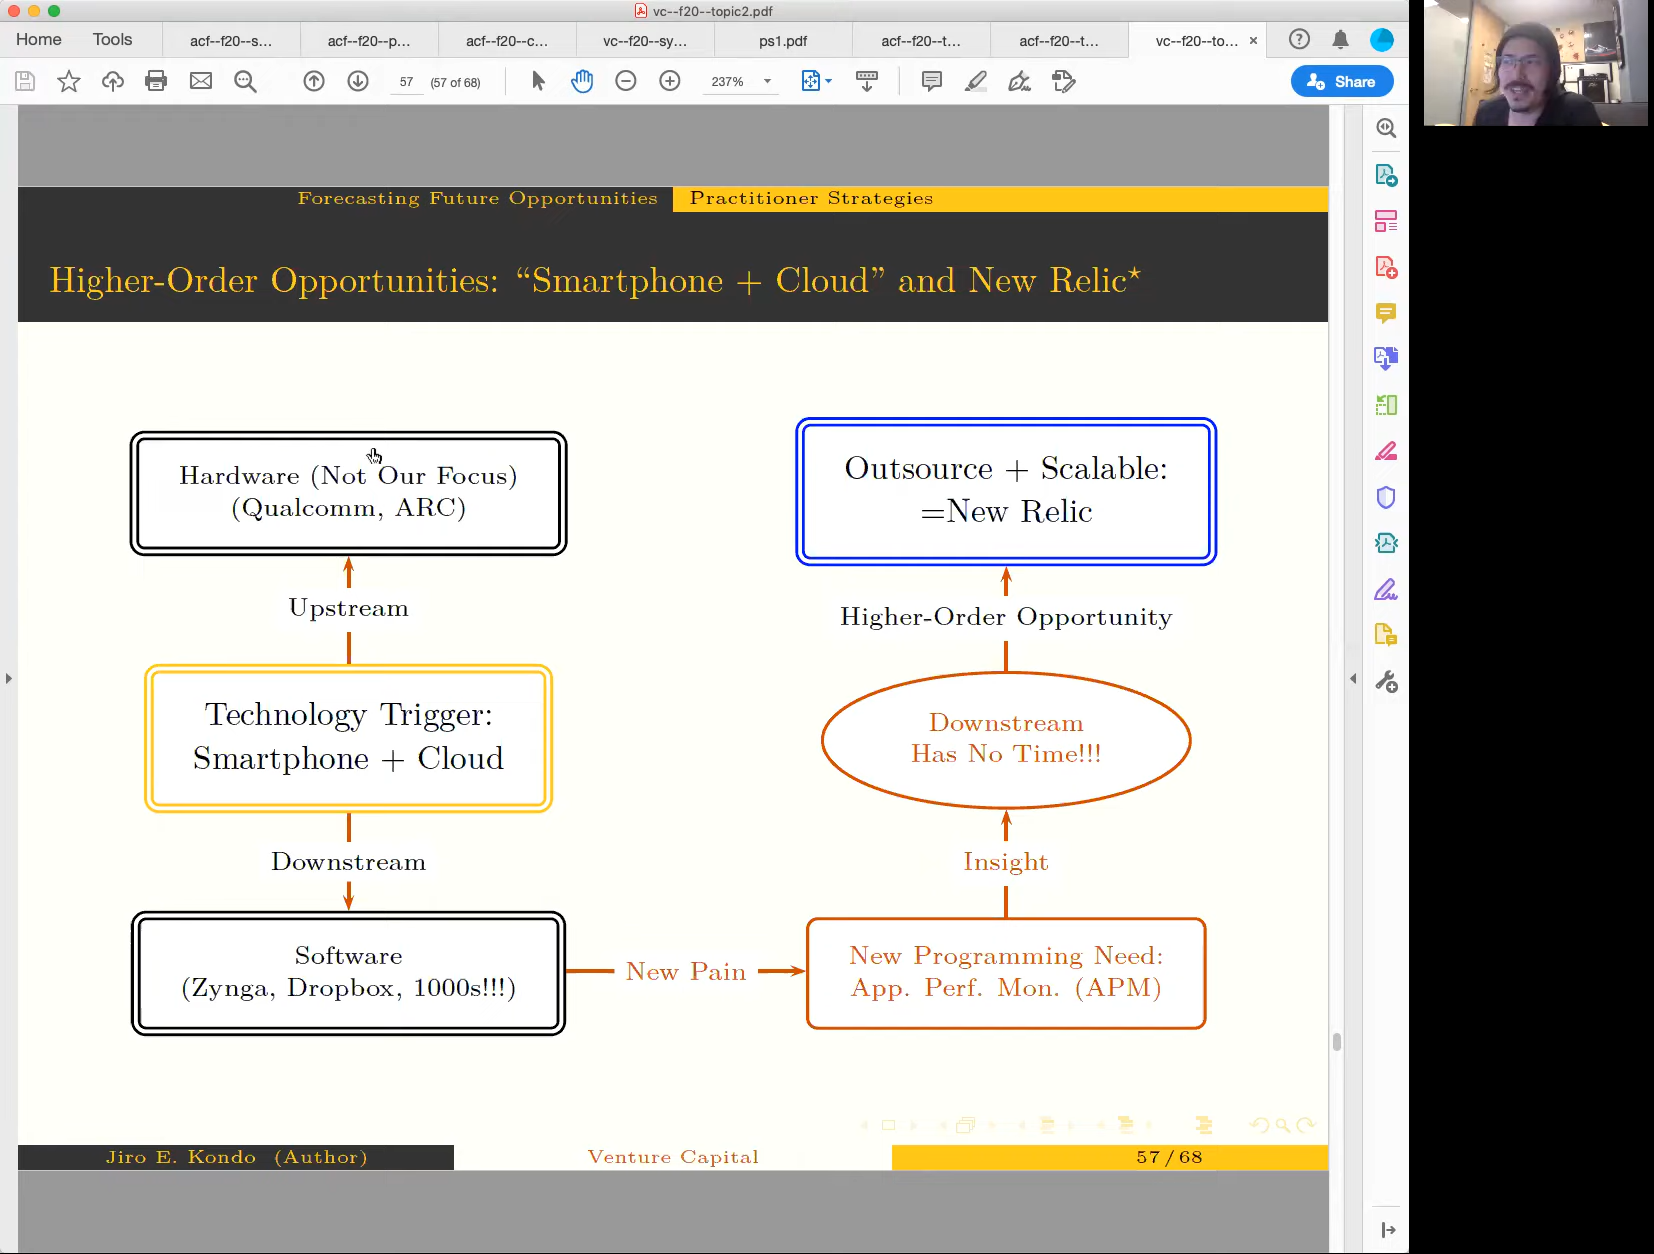 vc--f20--topic2.pdf
Home
Tools
acf--f20--s...
acf--f20--p...
acf--f20--c...
vc--f20--sy...
ps1.pdf
acf--f20--t...
acf--f20--t...
vc--f20--to...
57
(57 of 68)
237%
Share
Forecasting Future Opportunities
Practitioner Strategies
Higher-Order Opportunities: “Smartphone + Cloud” and New Relic*
Hardware (Not Our Focus)
(Qualcomm, ARC)
Upstream
Technology Trigger:
Smartphone + Cloud
Downstream
Software
(Zynga, Dropbox, 1000s!!!)
New Pain
New Programming Need:
App. Perf. Mon. (APM)
Insight
Downstream
Has No Time!!!
Higher-Order Opportunity
Outsource + Scalable:
=New Relic
Jiro E. Kondo (Author)
Venture Capital
57 / 68